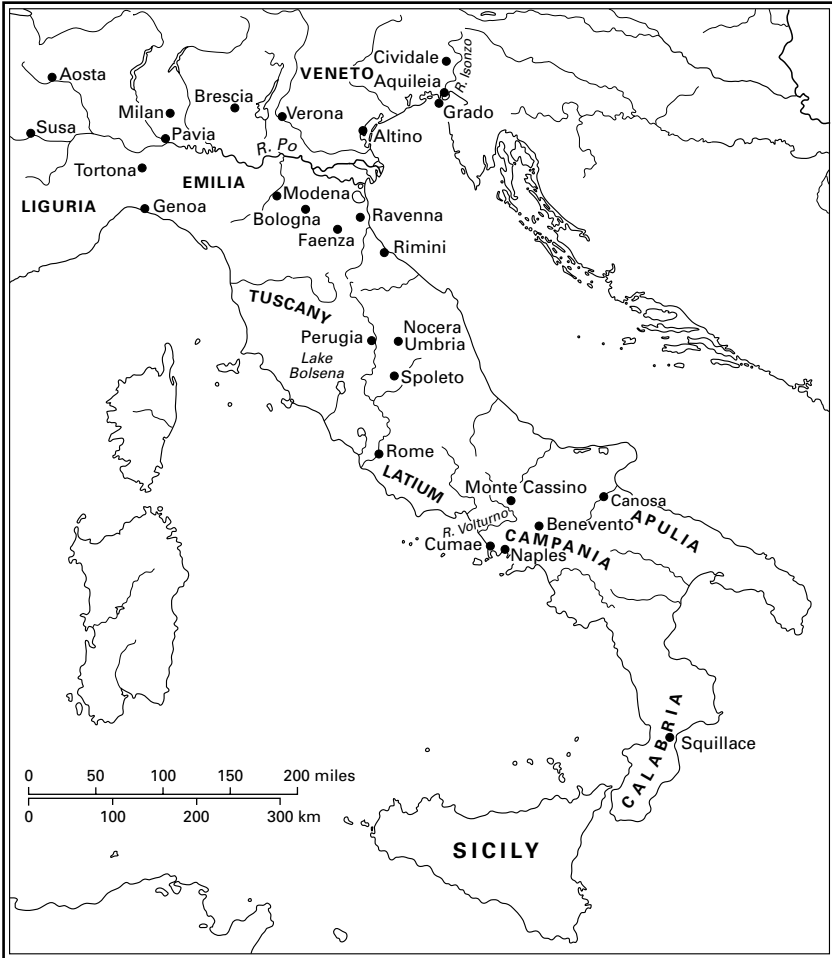 Cividale
VENETO
R. Isonzo
Aosta
Aquileia
Brescia
Milan
Verona
Grado
Susa
Pavia
Altino
R. Po
Tortona
EMILIA
Modena
LIGURIA
Genoa
Bologna
Ravenna
Faenza
Rimini
TUSCANY
Perugia
Nocera
Umbria
Lake
Bolsena
Spoleto
Rome
LATIUM
Monte Cassino
Canosa
R. Volturno
Benevento
APULIA
Cumae
CAMPANIA
Naples
CALABRIA
Squillace
0 50 100 150 200 miles
0 100 200 300 km
SICILY